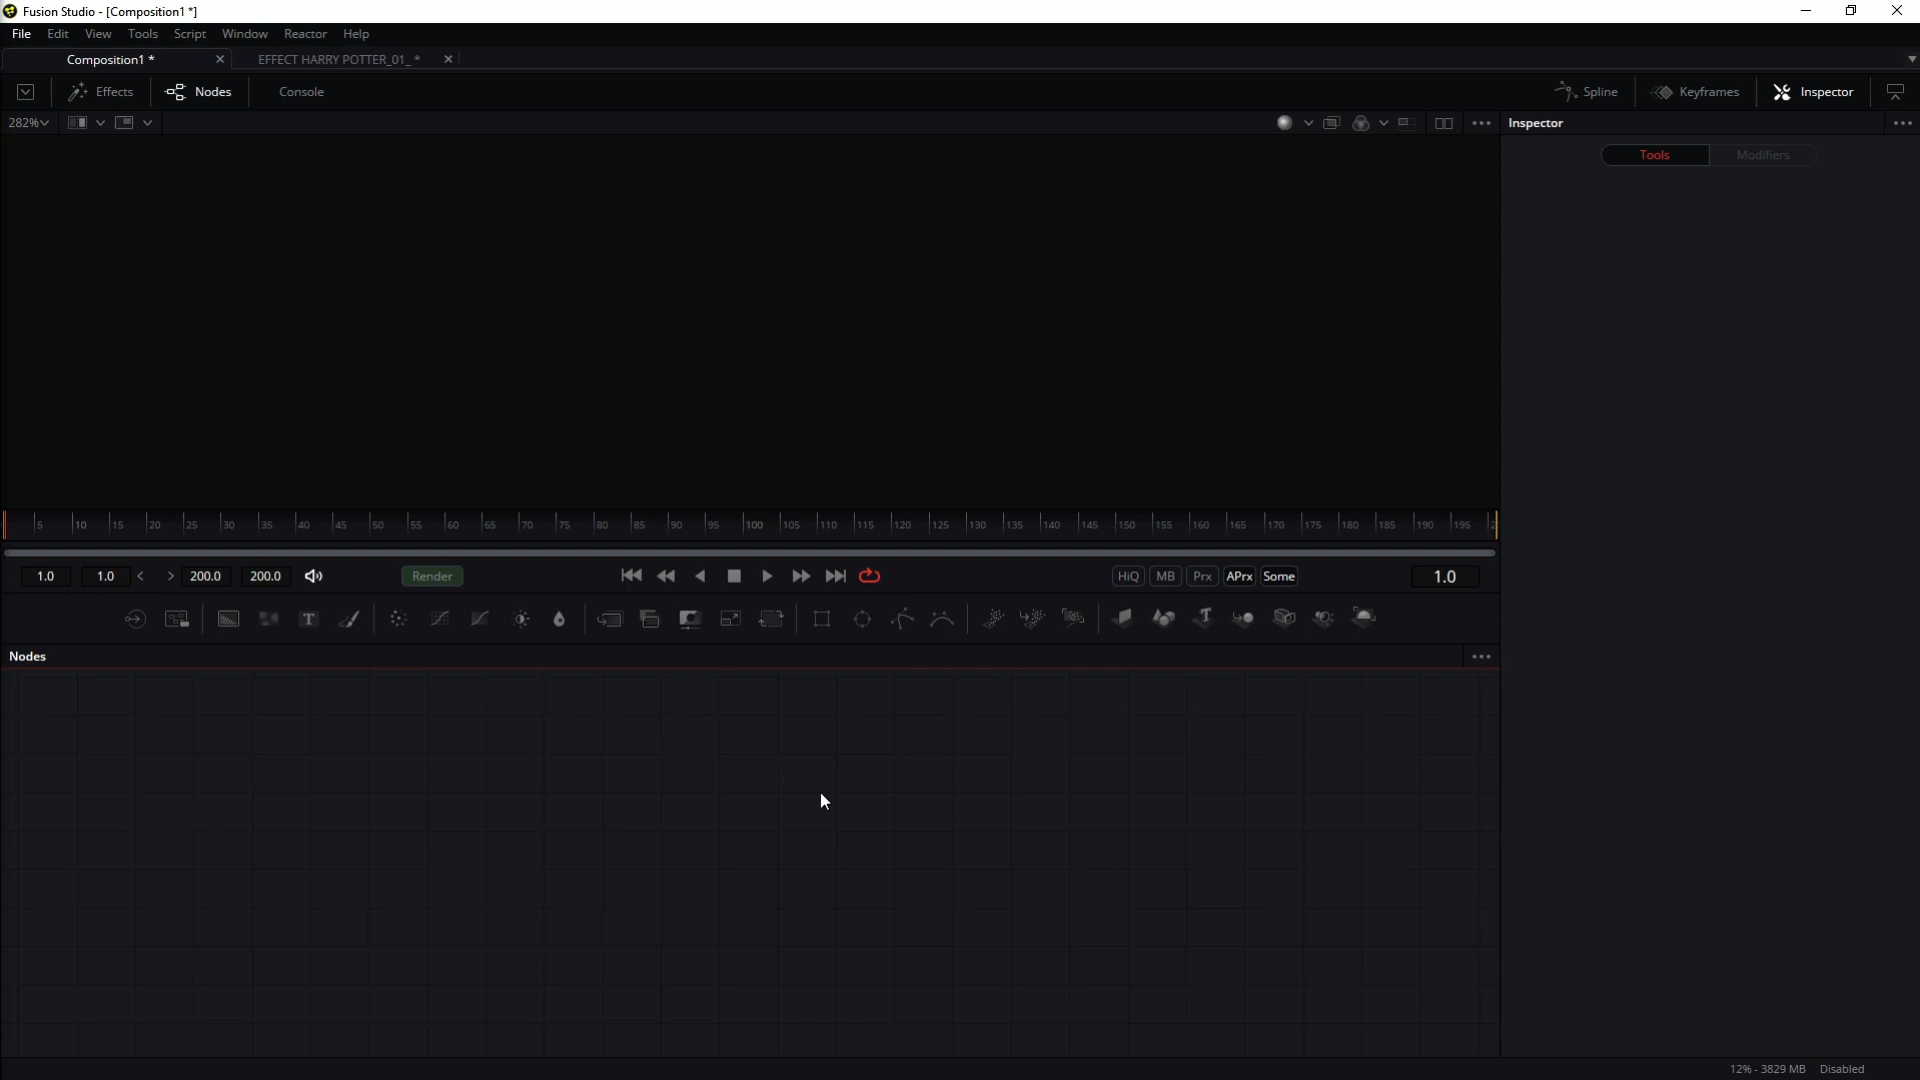 Fusion Studio - [Composition1 *]
File Edit View Tools Script Window Reactor Help
Composition1 * EFFECT HARRY POTTER_01_ *
Effects Nodes Console Spline Keyframes Inspector
282% Inspector
Tools Modifiers
5 10 15 20 25 30 35 40 45 50 55 60 65 70 75 80 85 90 95 100 105 110 115 120 125 130 135 140 145 150 155 160 165 170 175 180 185 190 195
1.0 1.0 < > 200.0 200.0 Render HiQ MB Prx APrx Some 1.0
T T
Nodes
12% - 3829 MB Disabled